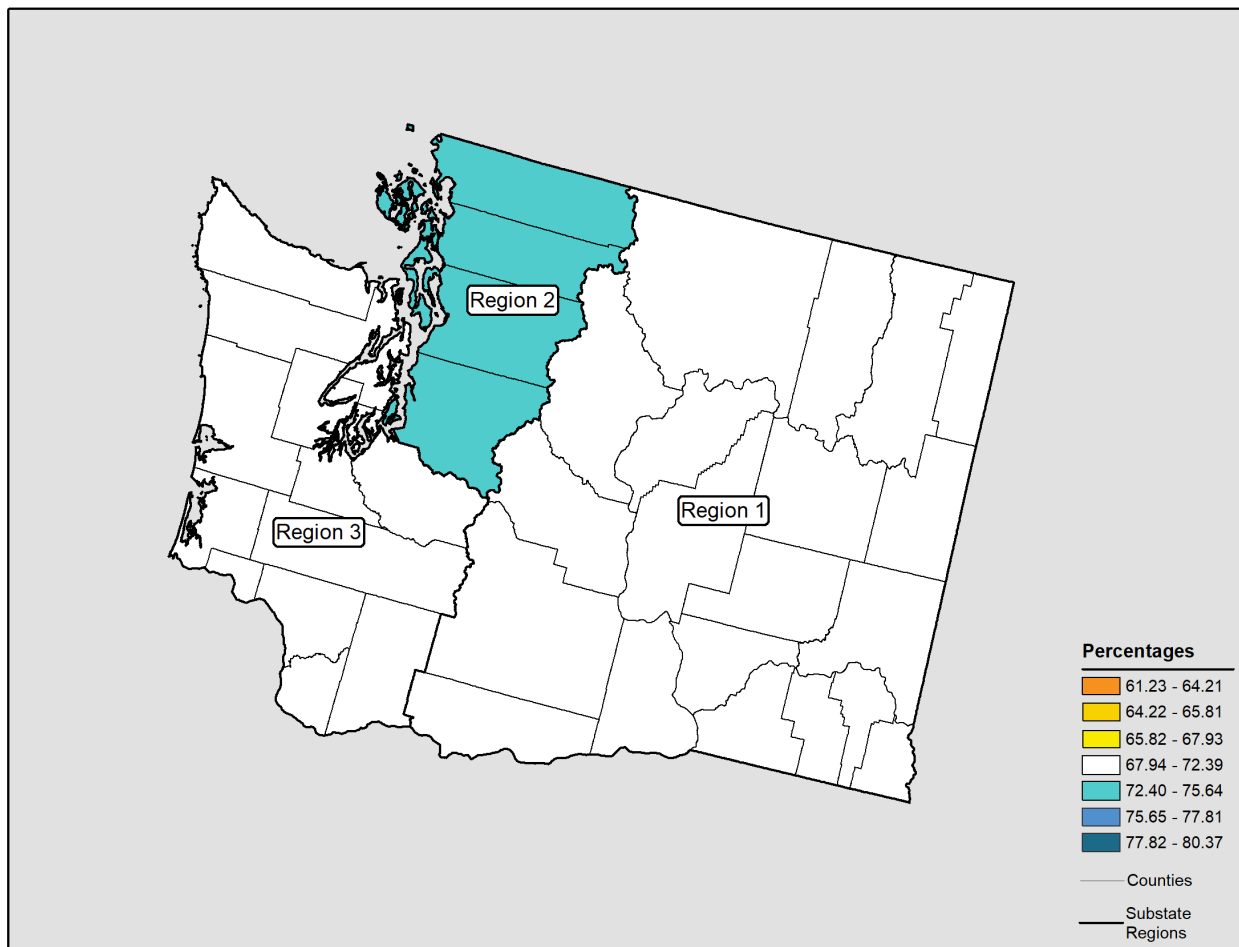 Region 2
Region 1
Region 3
Percentages
61.23 - 64.21
64.22 - 65.81
65.82 - 67.93
67.94 - 72.39
72.40 - 75.64
75.65 - 77.81
77.82 - 80.37
Counties
Substate
Regions